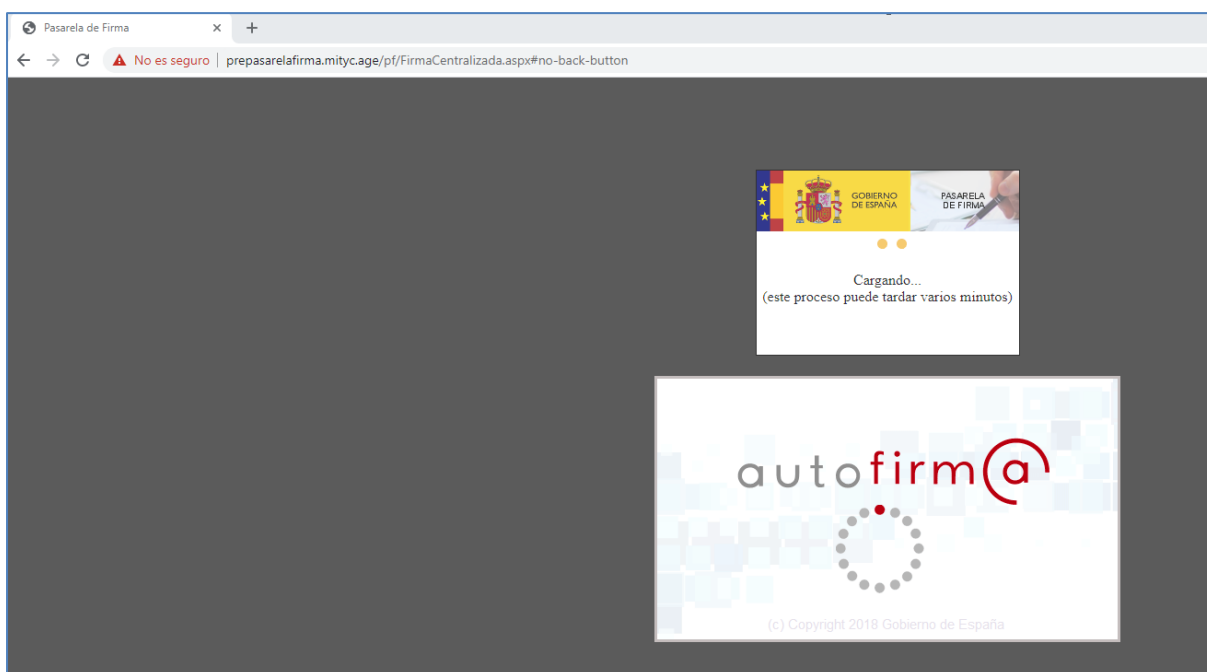 Pasarela de Firma
No es seguro
prepasarelafirma.mityc.age/pf/FirmaCentralizada.aspx#no-back-button
GOBIERNO
DE ESPAÑA
PASARELA
DE FIRMA
Cargando...
(este proceso puede tardar varios minutos)
autofirm@
(c) Copyright 2018 Gobierno de España